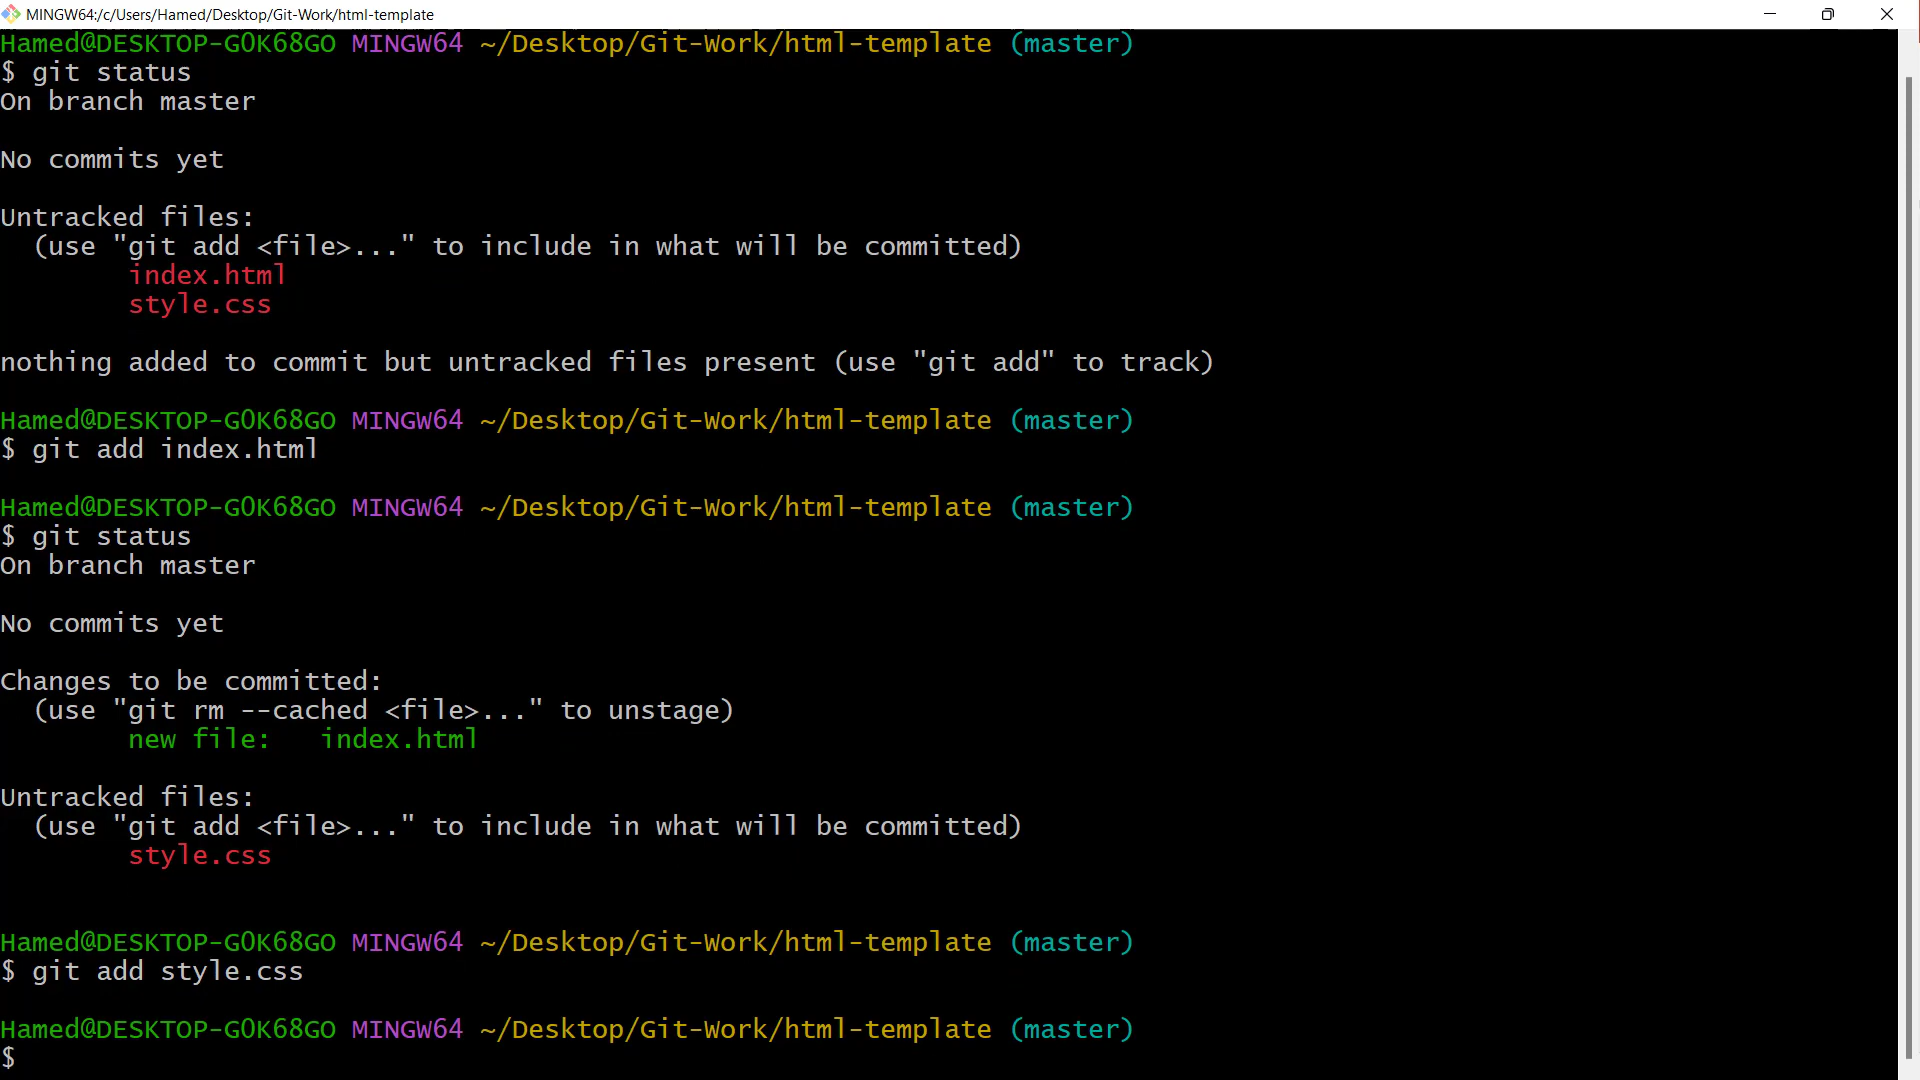 MINGW64:/c/Users/Hamed/Desktop/Git-Work/html-template
Hamed@DESKTOP-G0K68GO MINGW64 ~/Desktop/Git-Work/html-template (master)
$ git status
On branch master
No commits yet
Untracked files:
  (use "git add <file>..." to include in what will be committed)
        index.html
        style.css
nothing added to commit but untracked files present (use "git add" to track)
Hamed@DESKTOP-G0K68GO MINGW64 ~/Desktop/Git-Work/html-template (master)
$ git add index.html
Hamed@DESKTOP-G0K68GO MINGW64 ~/Desktop/Git-Work/html-template (master)
$ git status
On branch master
No commits yet
Changes to be committed:
  (use "git rm --cached <file>..." to unstage)
        new file:   index.html
Untracked files:
  (use "git add <file>..." to include in what will be committed)
        style.css
Hamed@DESKTOP-G0K68GO MINGW64 ~/Desktop/Git-Work/html-template (master)
$ git add style.css
Hamed@DESKTOP-G0K68GO MINGW64 ~/Desktop/Git-Work/html-template (master)
$